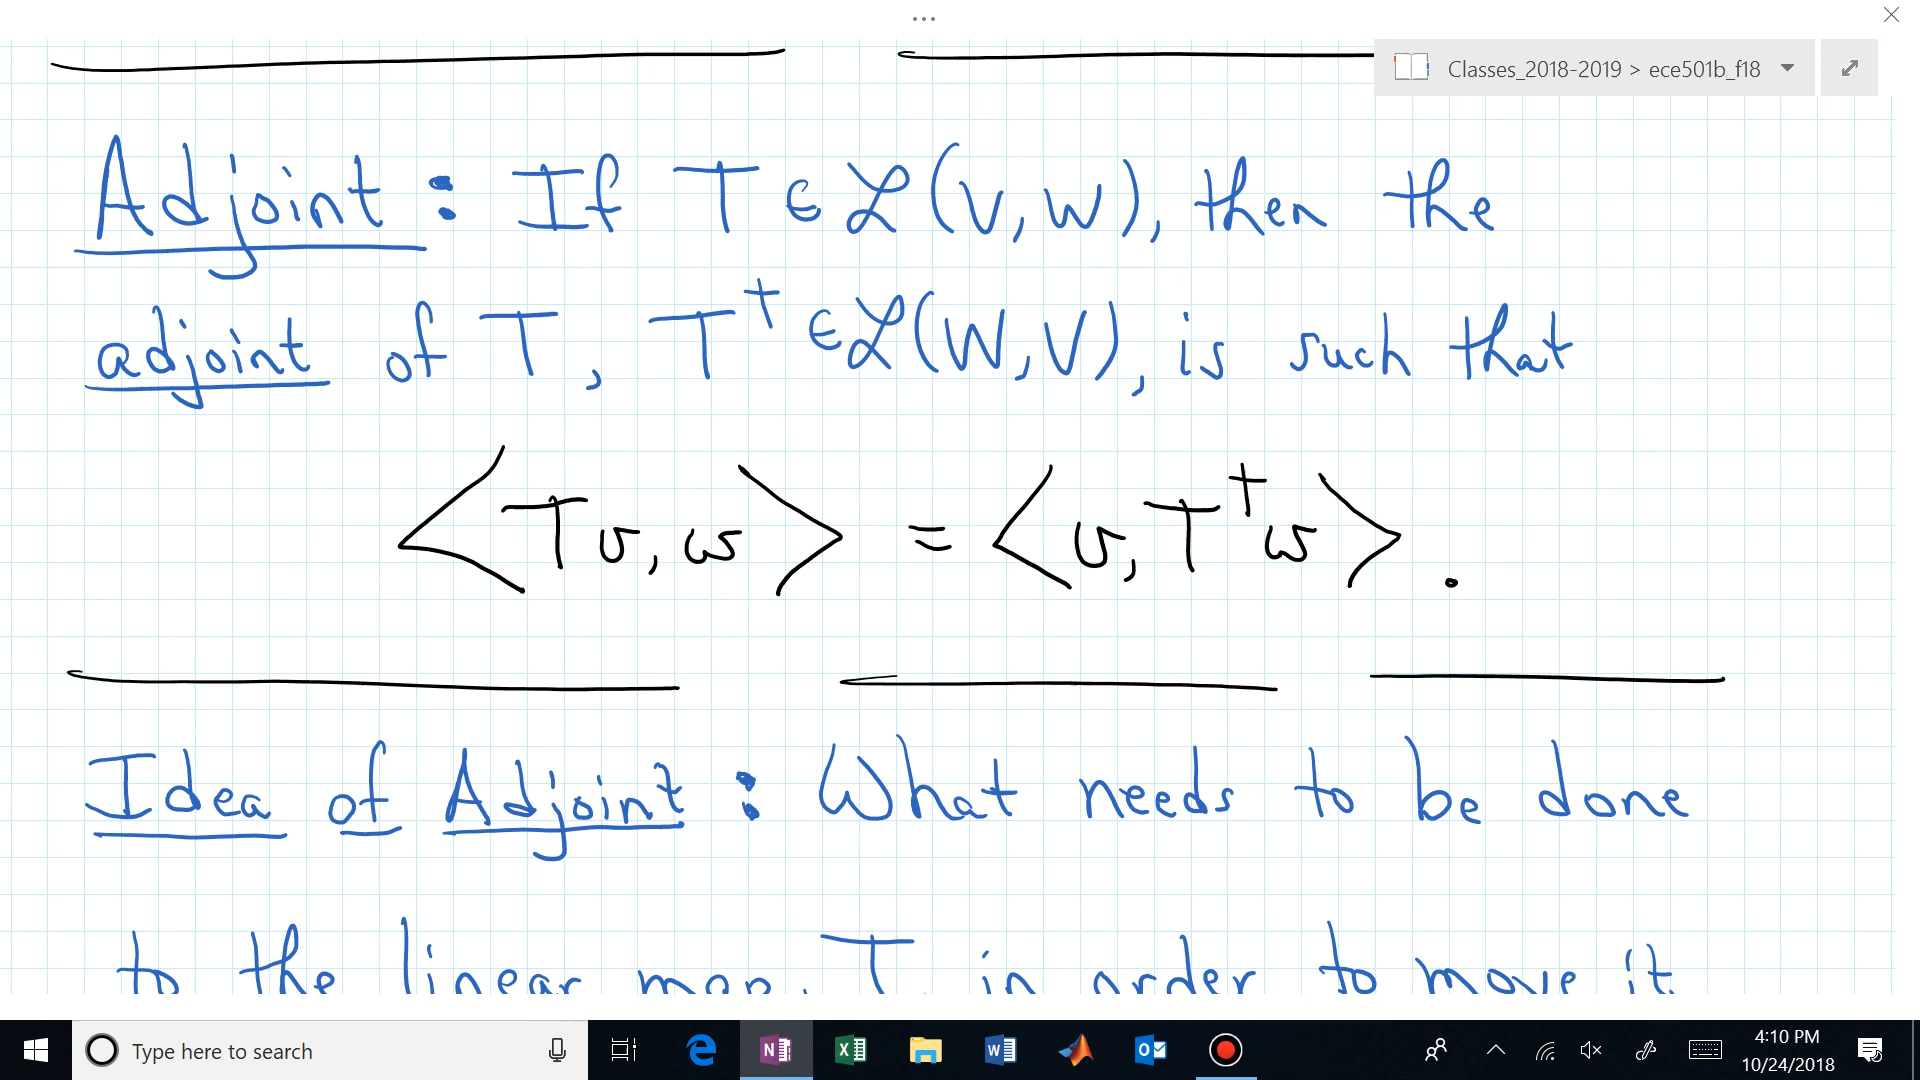 Classes_2018-2019 > ece501b_f18
Adjoint: If T ∈ ℒ(V,W), then the
adjoint of T, T† ∈ ℒ(W,V), is such that
<Tv,w> = <v,T†w>.
Idea of Adjoint: What needs to be done
to the linear map, T in order to move it
Type here to search
4:10 PM
10/24/2018